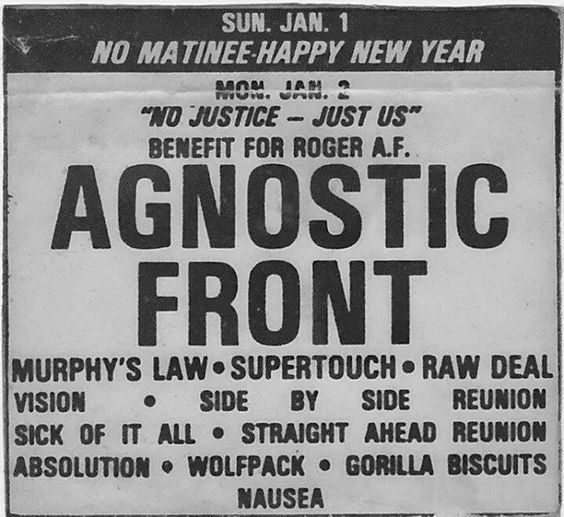 SUN. JAN. 1
NO MATINEE-HAPPY NEW YEAR
MON. JAN. 2
"NO JUSTICE – JUST US"
BENEFIT FOR ROGER A.F.
AGNOSTIC
FRONT
MURPHY'S LAW • SUPERTOUCH • RAW DEAL
VISION • SIDE BY SIDE REUNION
SICK OF IT ALL • STRAIGHT AHEAD REUNION
ABSOLUTION • WOLFPACK • GORILLA BISCUITS
NAUSEA